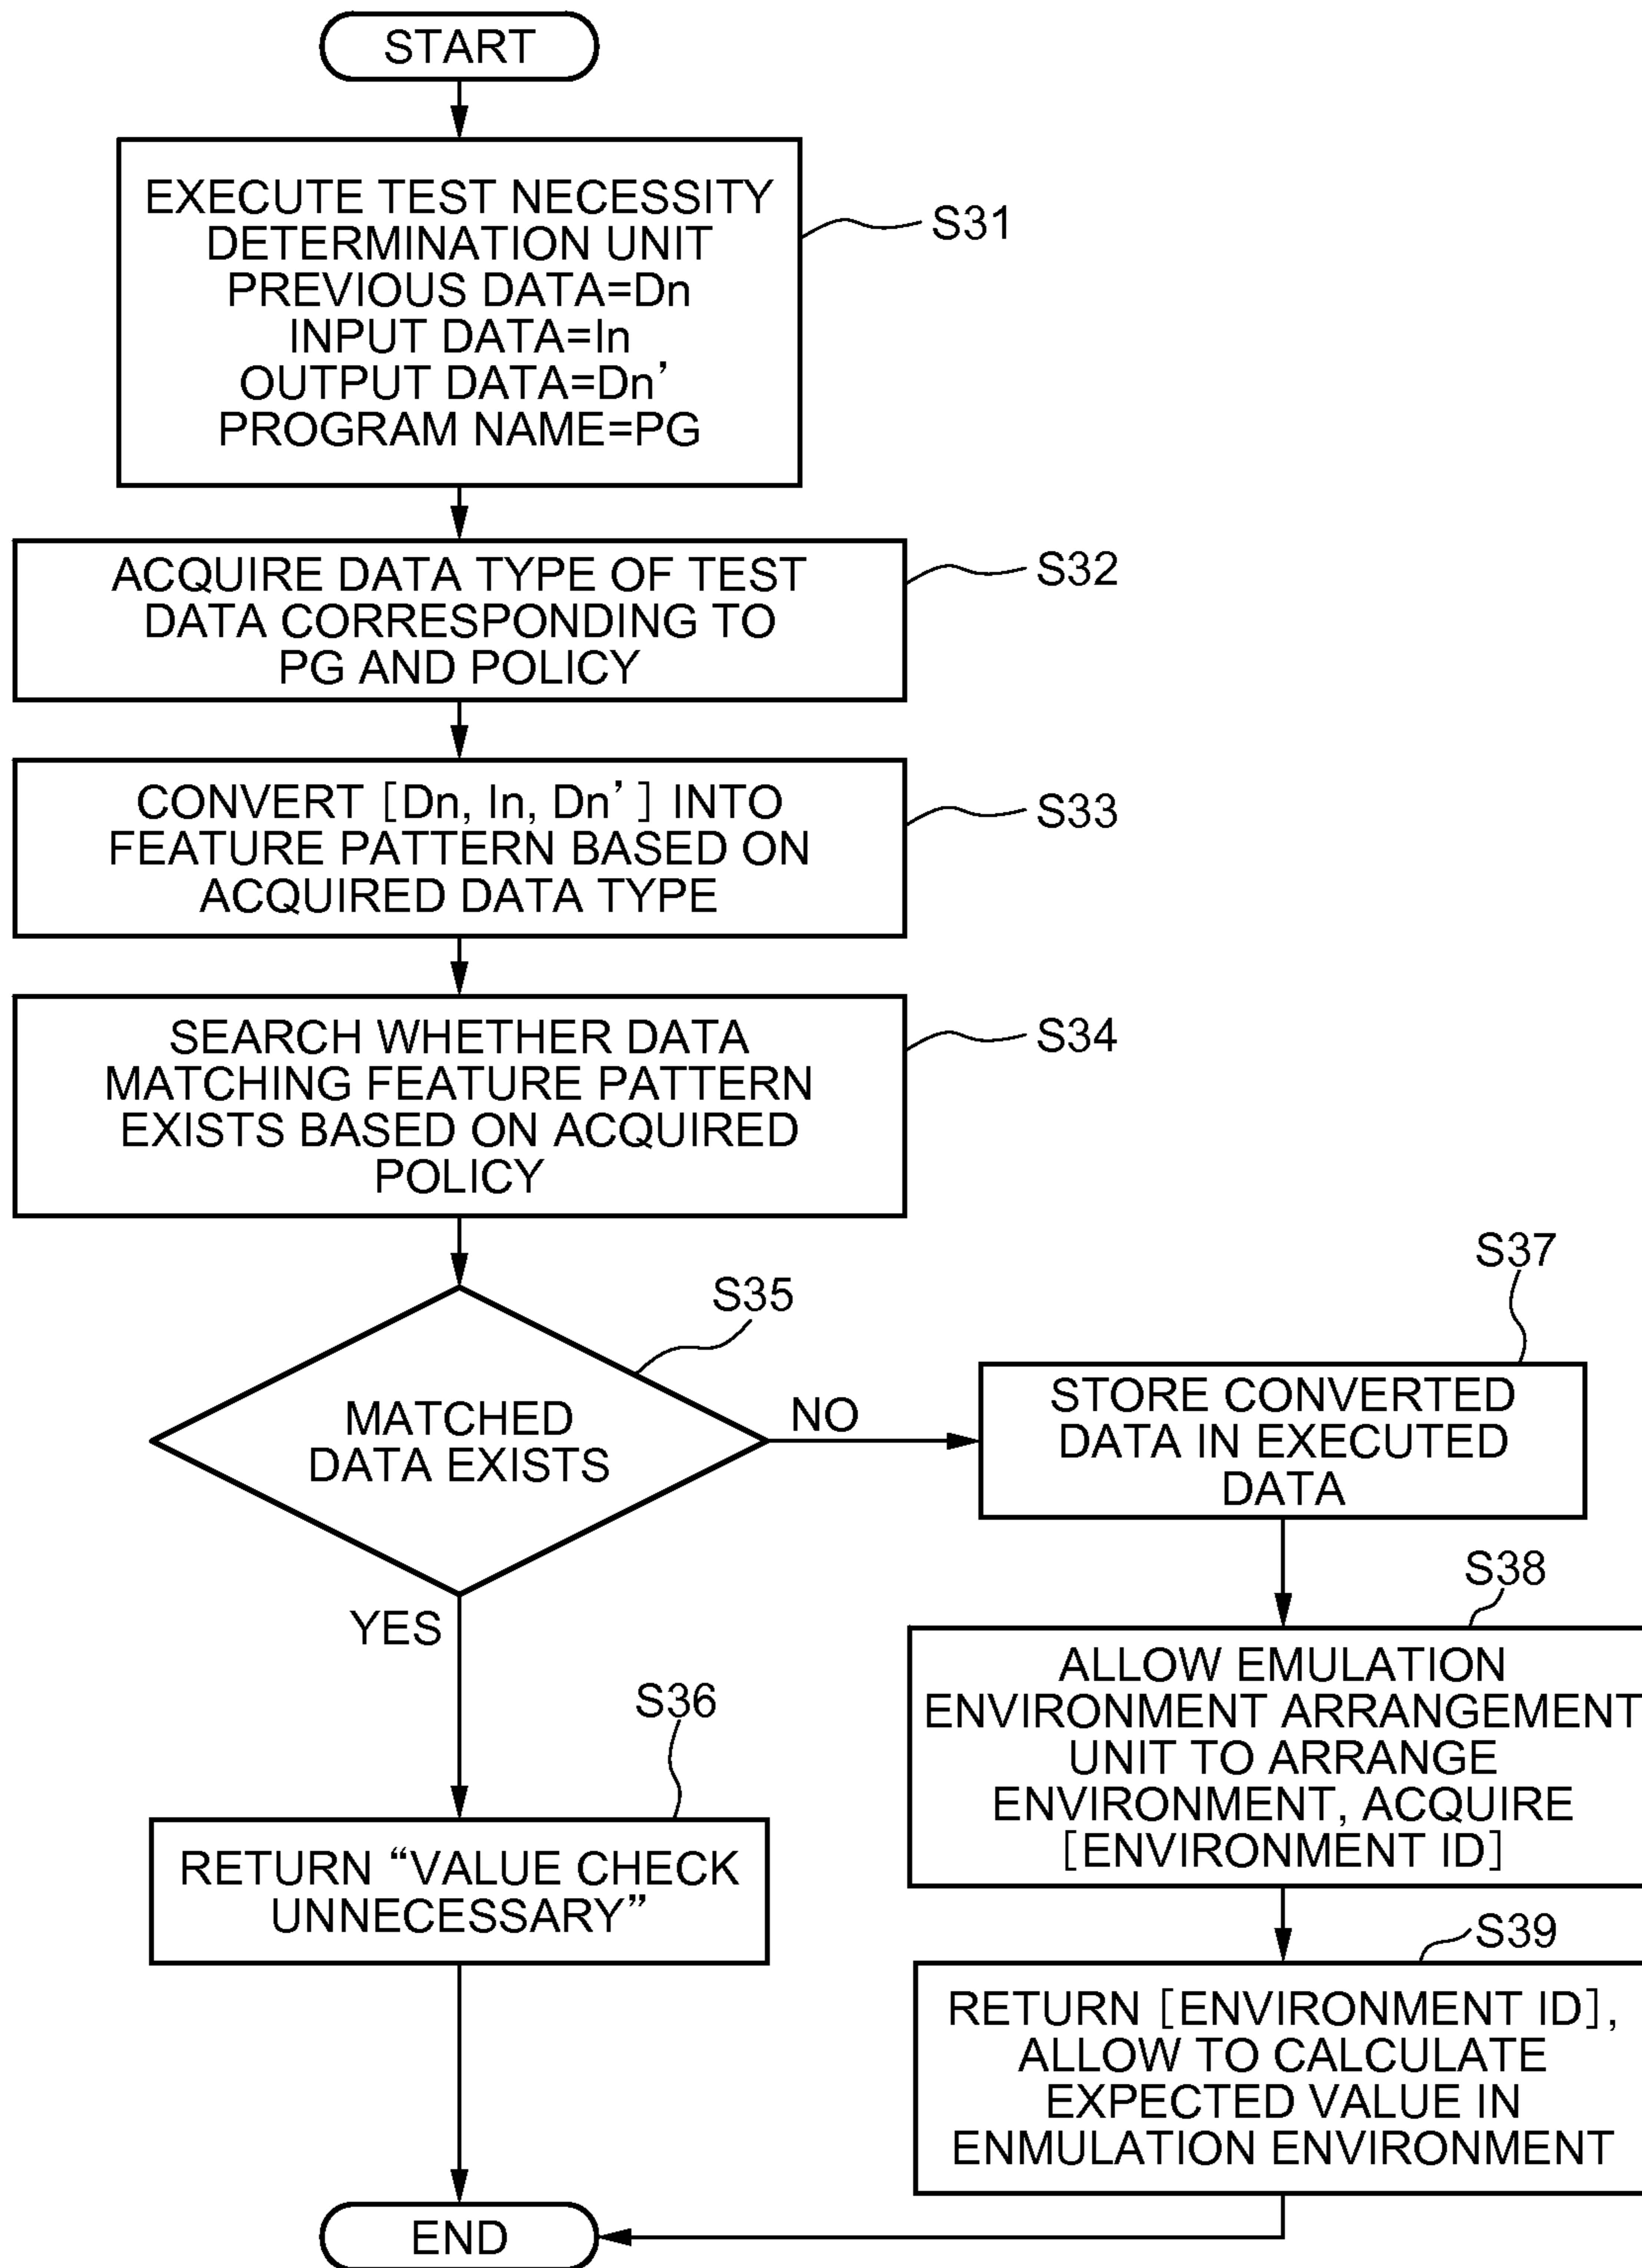 START
EXECUTE TEST NECESSITY
DETERMINATION UNIT
PREVIOUS DATA=Dn
INPUT DATA=In
OUTPUT DATA=Dn’
PROGRAM NAME=PG
S31
ACQUIRE DATA TYPE OF TEST
DATA CORRESPONDING TO
PG AND POLICY
S32
CONVERT [Dn, In, Dn’] INTO
FEATURE PATTERN BASED ON
ACQUIRED DATA TYPE
S33
SEARCH WHETHER DATA
MATCHING FEATURE PATTERN
EXISTS BASED ON ACQUIRED
POLICY
S34
S35
MATCHED
DATA EXISTS
NO
YES
S36
RETURN “VALUE CHECK
UNNECESSARY”
S37
STORE CONVERTED
DATA IN EXECUTED
DATA
S38
ALLOW EMULATION
ENVIRONMENT ARRANGEMENT
UNIT TO ARRANGE
ENVIRONMENT, ACQUIRE
[ENVIRONMENT ID]
S39
RETURN [ENVIRONMENT ID],
ALLOW TO CALCULATE
EXPECTED VALUE IN
ENMULATION ENVIRONMENT
END